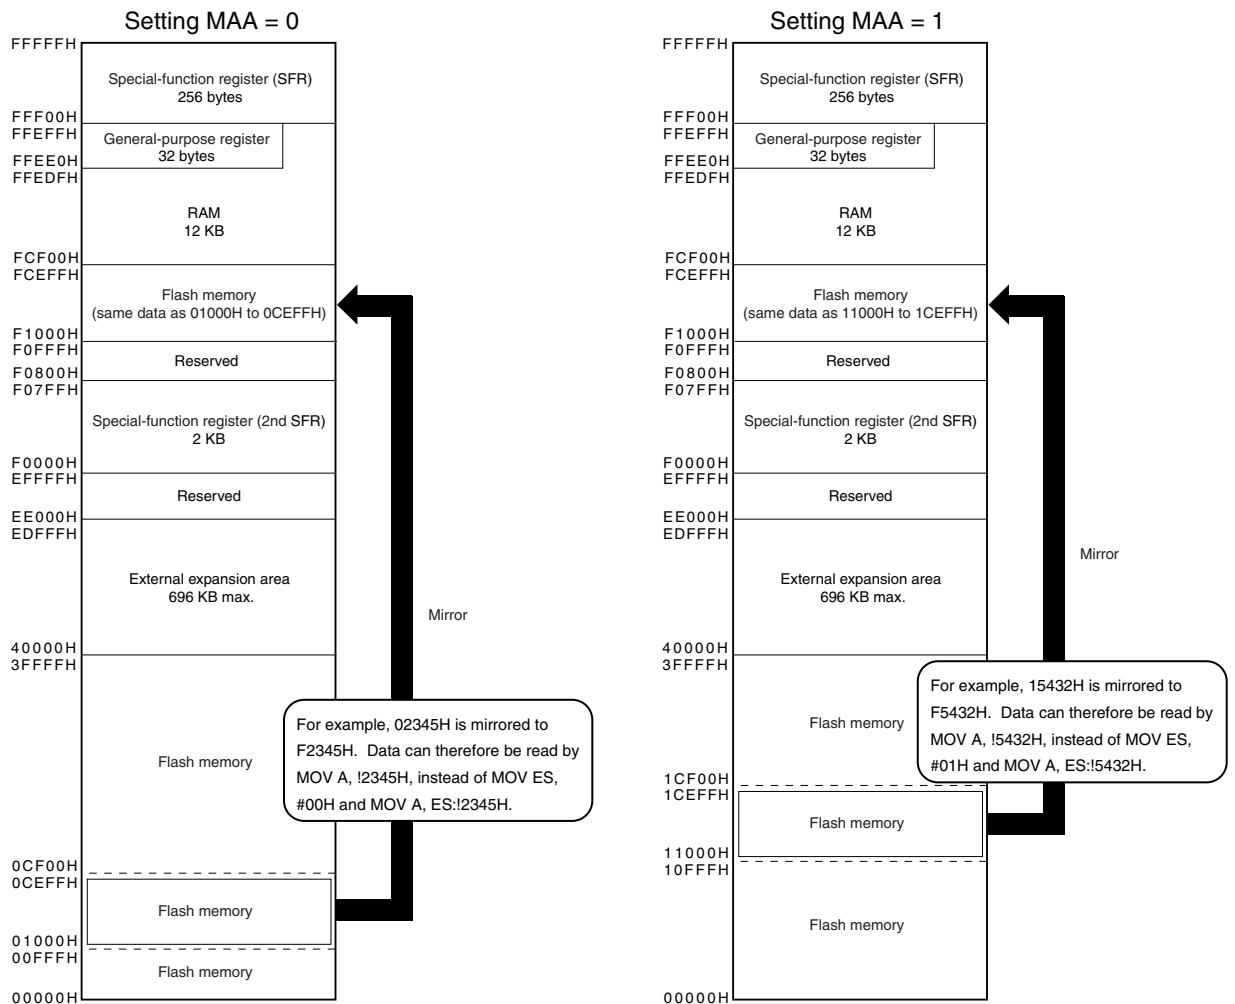 Setting MAA = 0
FFFFFH
Special-function register (SFR)
256 bytes
FFF00H
FFEFFH
General-purpose register
32 bytes
FFEE0H
FFEDFH
RAM
12 KB
FCF00H
FCEFFH
Flash memory
(same data as 01000H to 0CEFFH)
F1000H
F0FFFH
Reserved
F0800H
F07FFH
Special-function register (2nd SFR)
2 KB
F0000H
EFFFFH
Reserved
EE000H
EDFFFH
External expansion area
696 KB max.
Mirror
40000H
3FFFFH
Flash memory
For example, 02345H is mirrored to
F2345H. Data can therefore be read by
MOV A, !2345H, instead of MOV ES,
#00H and MOV A, ES:!2345H.
0CF00H
0CEFFH
Flash memory
01000H
00FFFH
Flash memory
00000H
Setting MAA = 1
FFFFFH
Special-function register (SFR)
256 bytes
FFF00H
FFEFFH
General-purpose register
32 bytes
FFEE0H
FFEDFH
RAM
12 KB
FCF00H
FCEFFH
Flash memory
(same data as 11000H to 1CEFFH)
F1000H
F0FFFH
Reserved
F0800H
F07FFH
Special-function register (2nd SFR)
2 KB
F0000H
EFFFFH
Reserved
EE000H
EDFFFH
Mirror
External expansion area
696 KB max.
40000H
3FFFFH
Flash memory
For example, 15432H is mirrored to
F5432H. Data can therefore be read by
MOV A, !5432H, instead of MOV ES,
#01H and MOV A, ES:!5432H.
1CF00H
1CEFFH
Flash memory
11000H
10FFFH
Flash memory
00000H